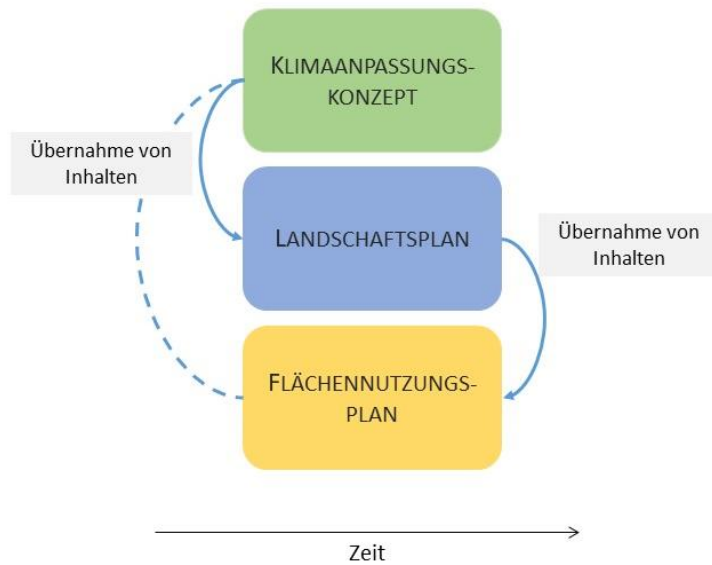 KLIMAANPASSUNGS-
KONZEPT
Übernahme von
Inhalten
LANDSCHAFTSPLAN
Übernahme von
Inhalten
FLÄCHENNUTZUNGS-
PLAN
Zeit